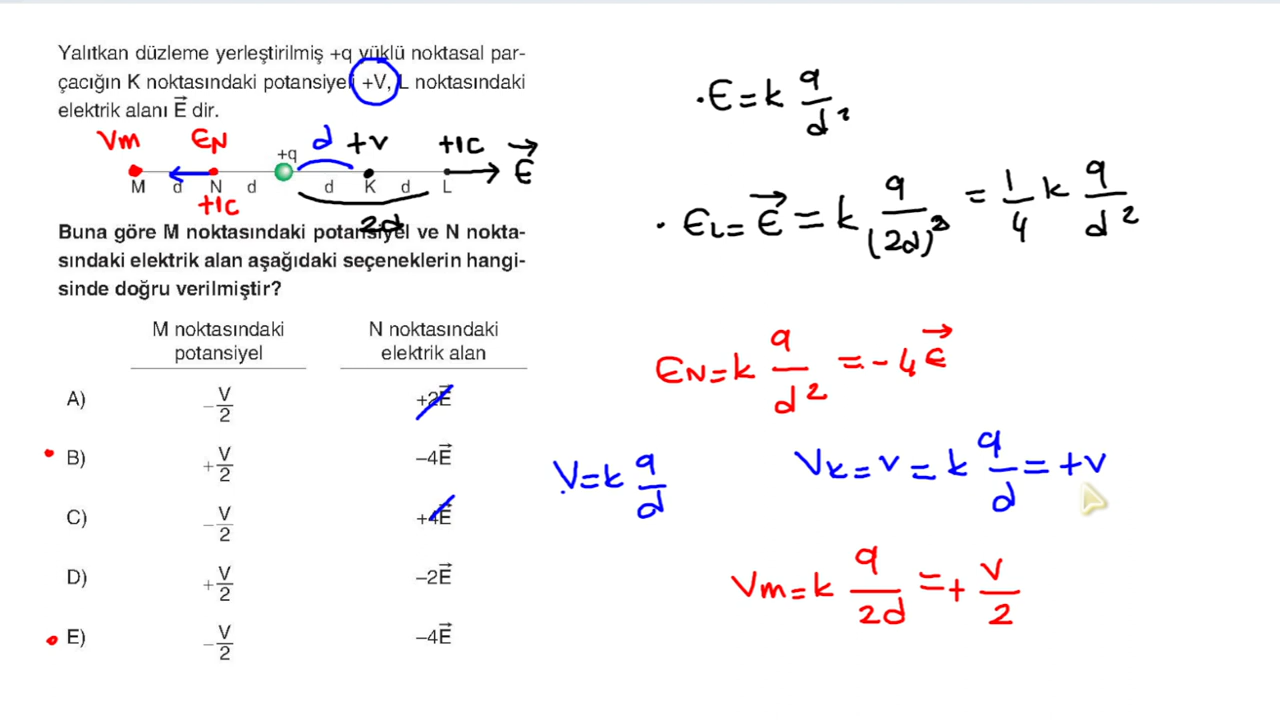 Yalıtkan düzleme yerleştirilmiş +q yüklü noktasal par-
çacığın K noktasındaki potansiyeli +V, L noktasındaki
elektrik alanı E⃗ dir.
Vm EN d +v +1C E⃗
+q
M d N d d K d L
+1C 2d
Buna göre M noktasındaki potansiyel ve N nokta-
sındaki elektrik alan aşağıdaki seçeneklerin hangi-
sinde doğru verilmiştir?
M noktasındaki potansiyel
N noktasındaki elektrik alan
A) −V/2 +2E⃗
B) +V/2 −4E⃗
C) −V/2 +4E⃗
D) +V/2 −2E⃗
E) −V/2 −4E⃗
.E = k q/d²
. EL = E⃗ = k q/(2d)² = 1/4 k q/d²
EN = k q/d² = −4E⃗
V = k q/d
Vk = v = k q/d = +v
Vm = k q/2d = + v/2